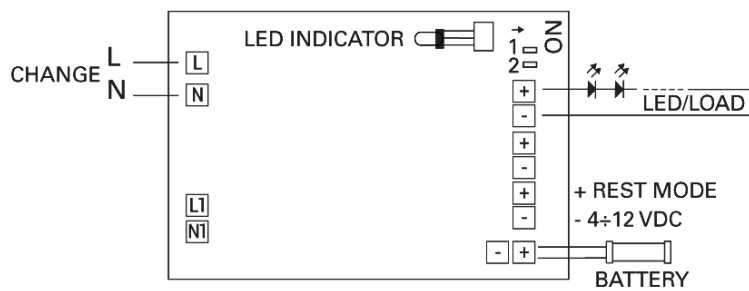 CHANGE L
N
L
N
L1
N1
LED INDICATOR
→
1
2
ON
+
-
LED/LOAD
+
-
+ + REST MODE
- - 4÷12 VDC
- +
BATTERY